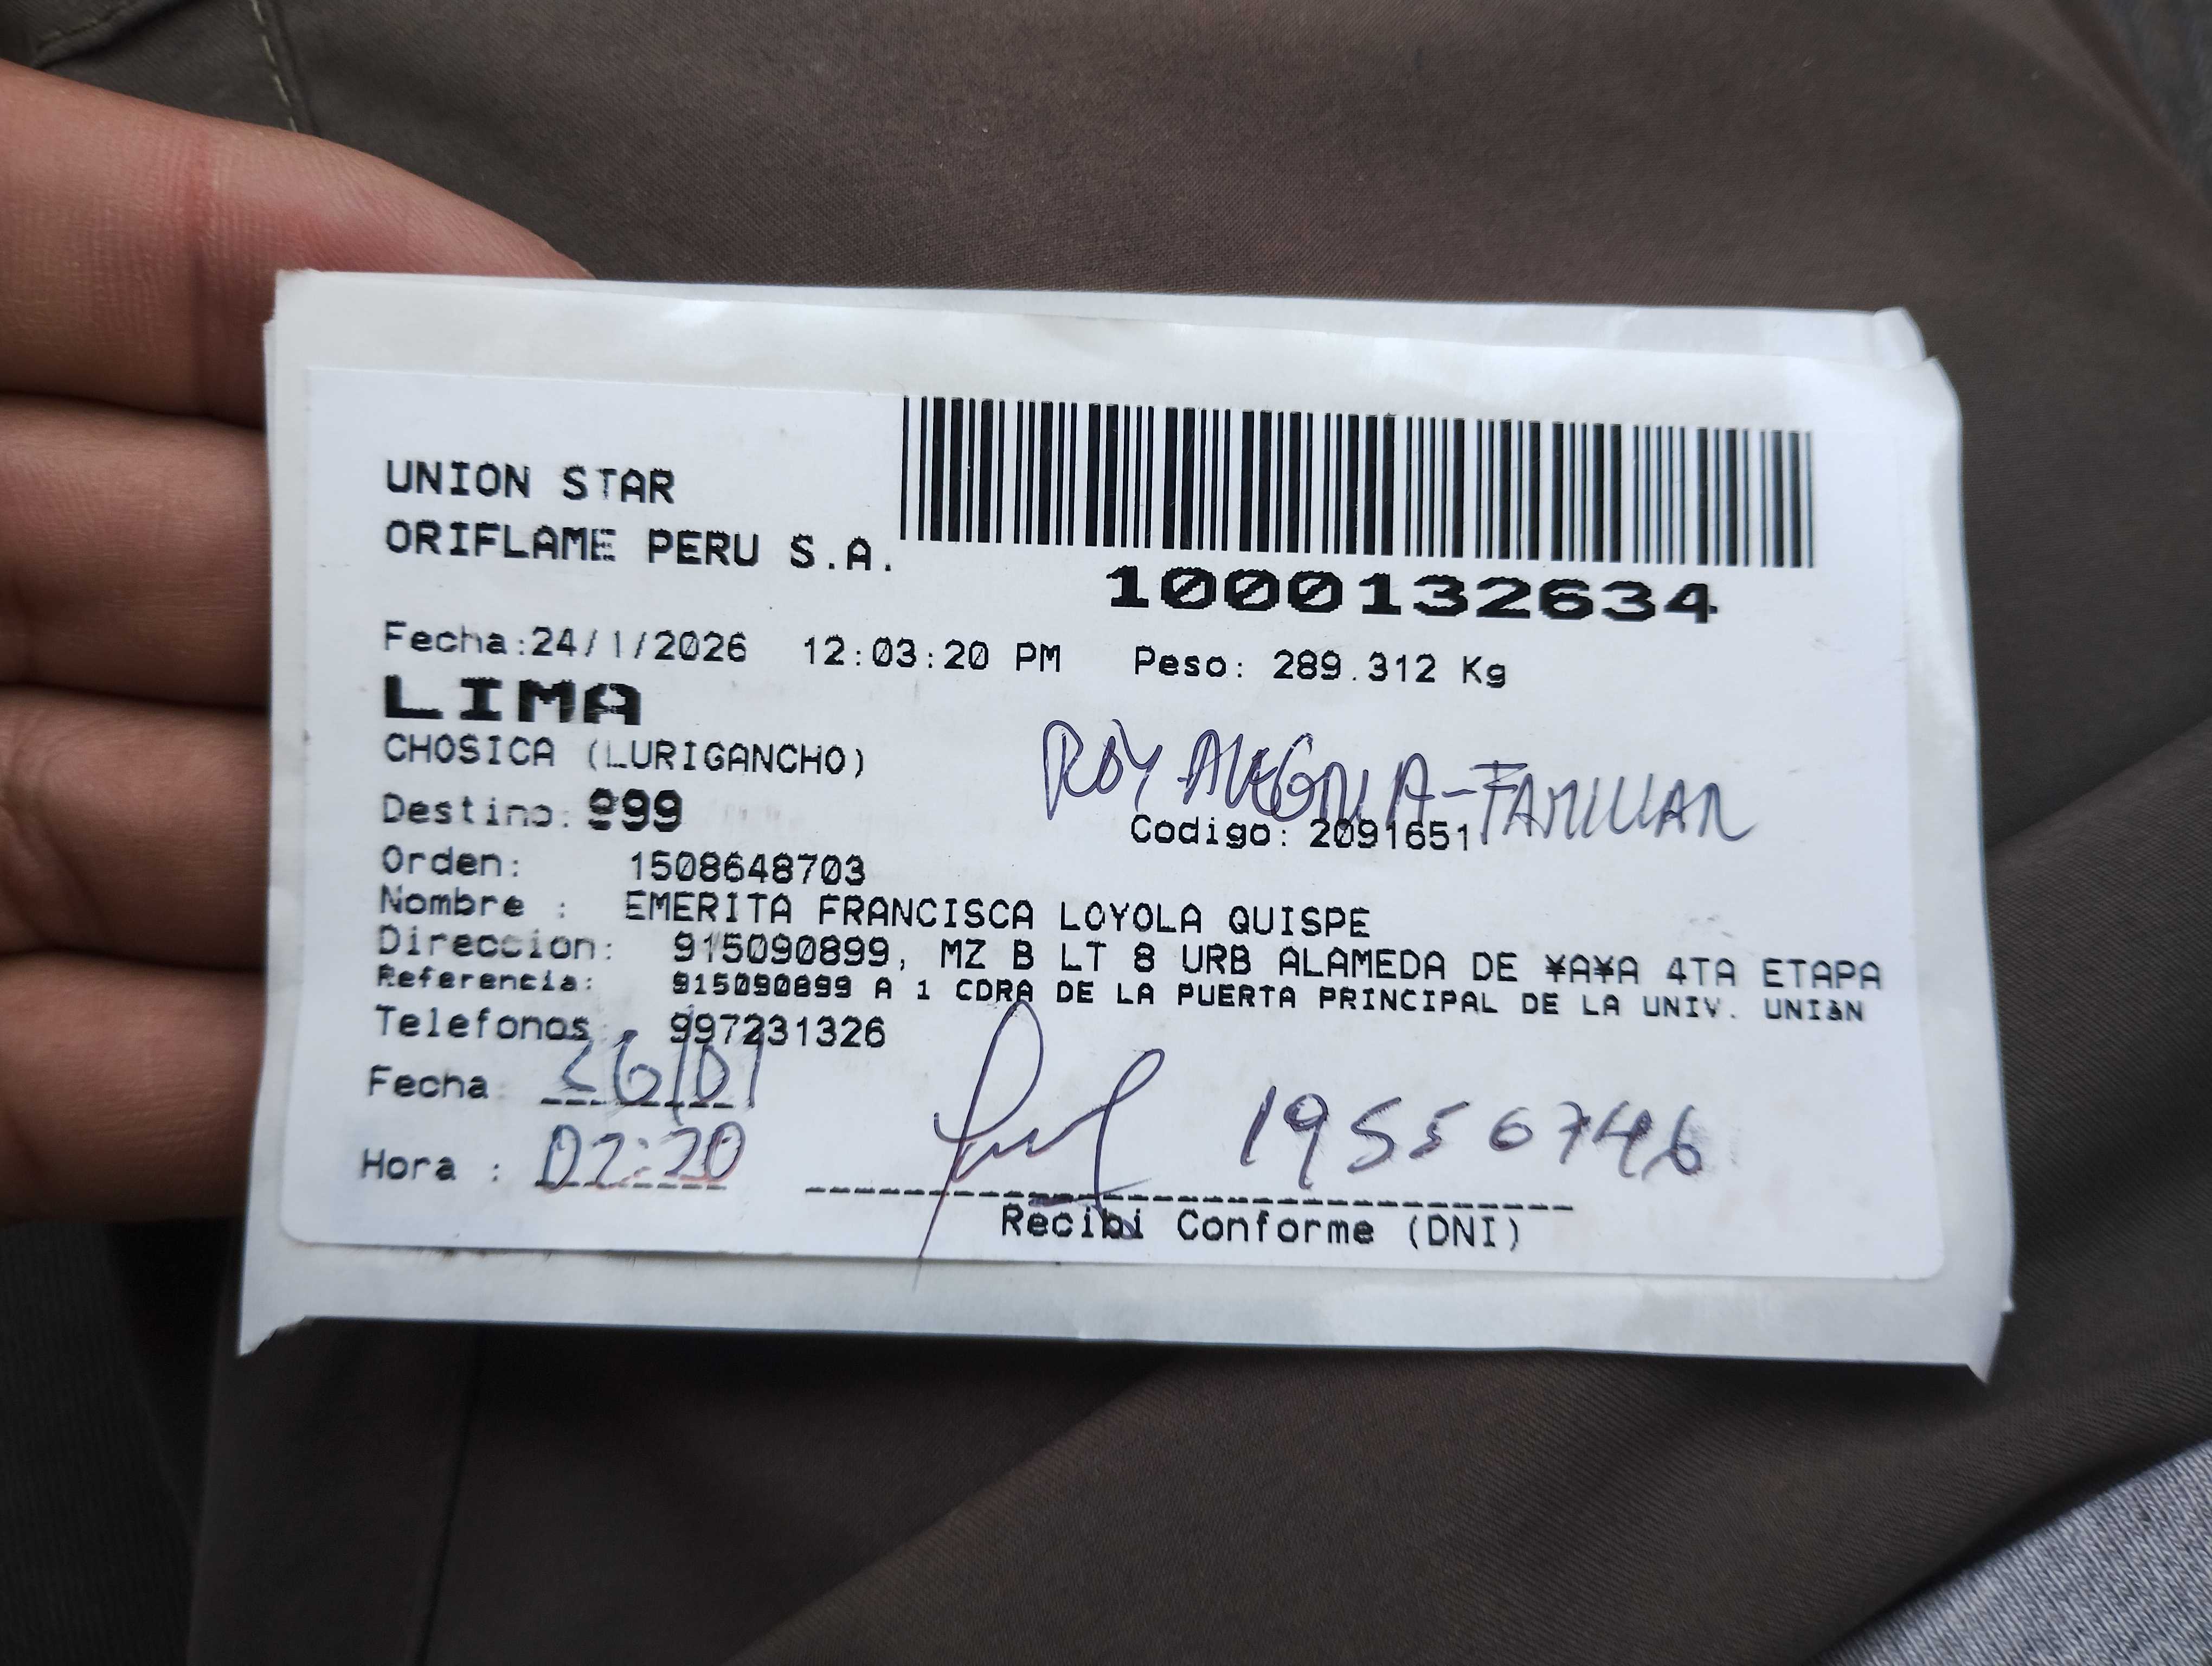 UNION STAR
ORIFLAME PERU S.A.
1000132634
Fecha:24/1/2026 12:03:20 PM Peso: 289.312 Kg
LIMA
CHOSICA (LURIGANCHO)
ROY ALEGRIA-FAMILIAR
Destino: 999 Codigo: 2091651
Orden: 1508648703
Nombre : EMERITA FRANCISCA LOYOLA QUISPE
Direccion: 915090899, MZ B LT 8 URB ALAMEDA DE ¥A¥A 4TA ETAPA
Referencia: 915090899 A 1 CDRA DE LA PUERTA PRINCIPAL DE LA UNIV. UNIàN
Telefonos 997231326
Fecha 26/01
Hora : 02:20 19556746
Recibi Conforme (DNI)